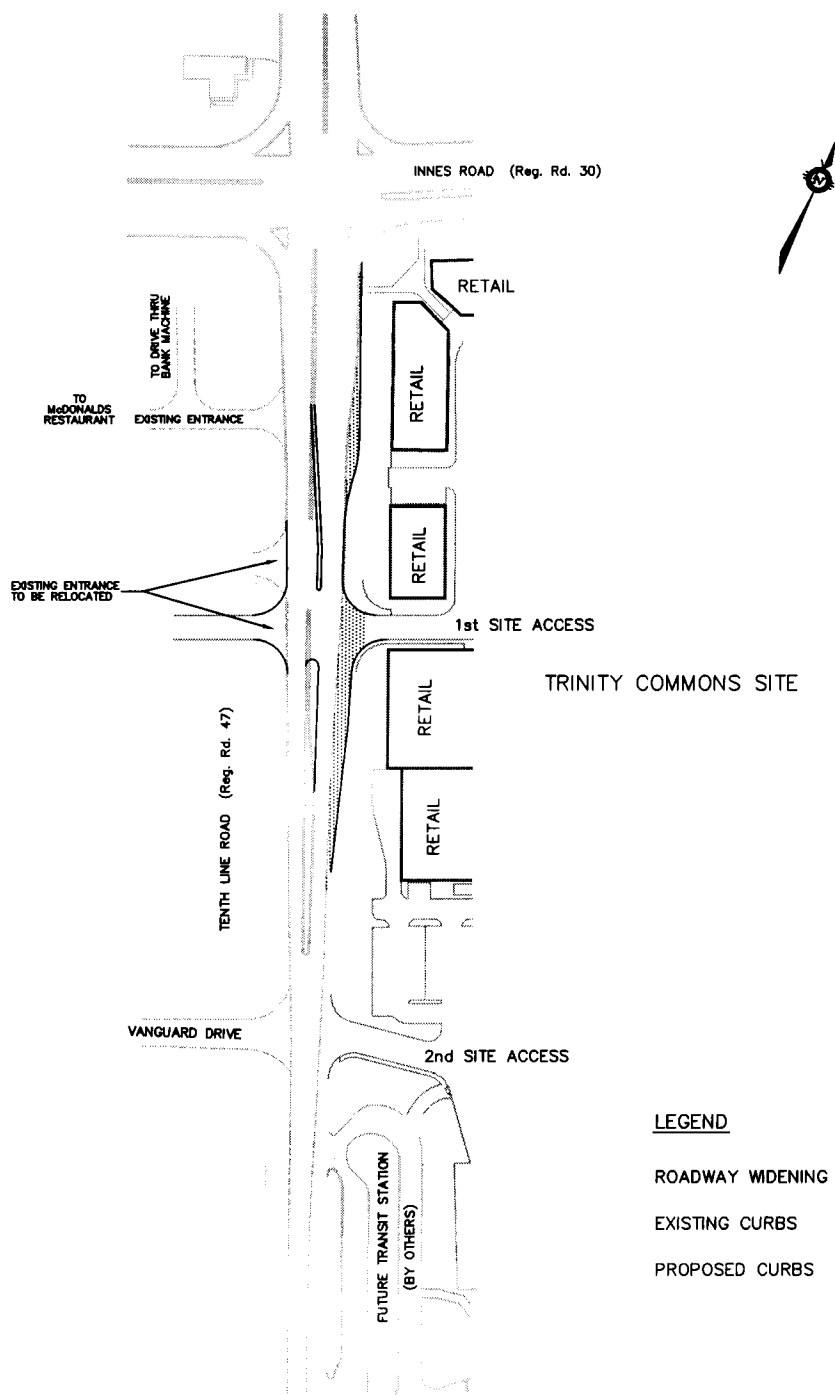 INNES ROAD (Reg. Rd. 30)
RETAIL
TO DRIVE THRU
BANK MACHINE
RETAIL
TO
McDONALDS
RESTAURANT
EXISTING ENTRANCE
RETAIL
EXISTING ENTRANCE
TO BE RELOCATED
1st SITE ACCESS
TRINITY COMMONS SITE
RETAIL
TENTH LINE ROAD (Reg. Rd. 47)
RETAIL
VANGUARD DRIVE
2nd SITE ACCESS
FUTURE TRANSIT STATION
(BY OTHERS)
LEGEND
ROADWAY WIDENING
EXISTING CURBS
PROPOSED CURBS